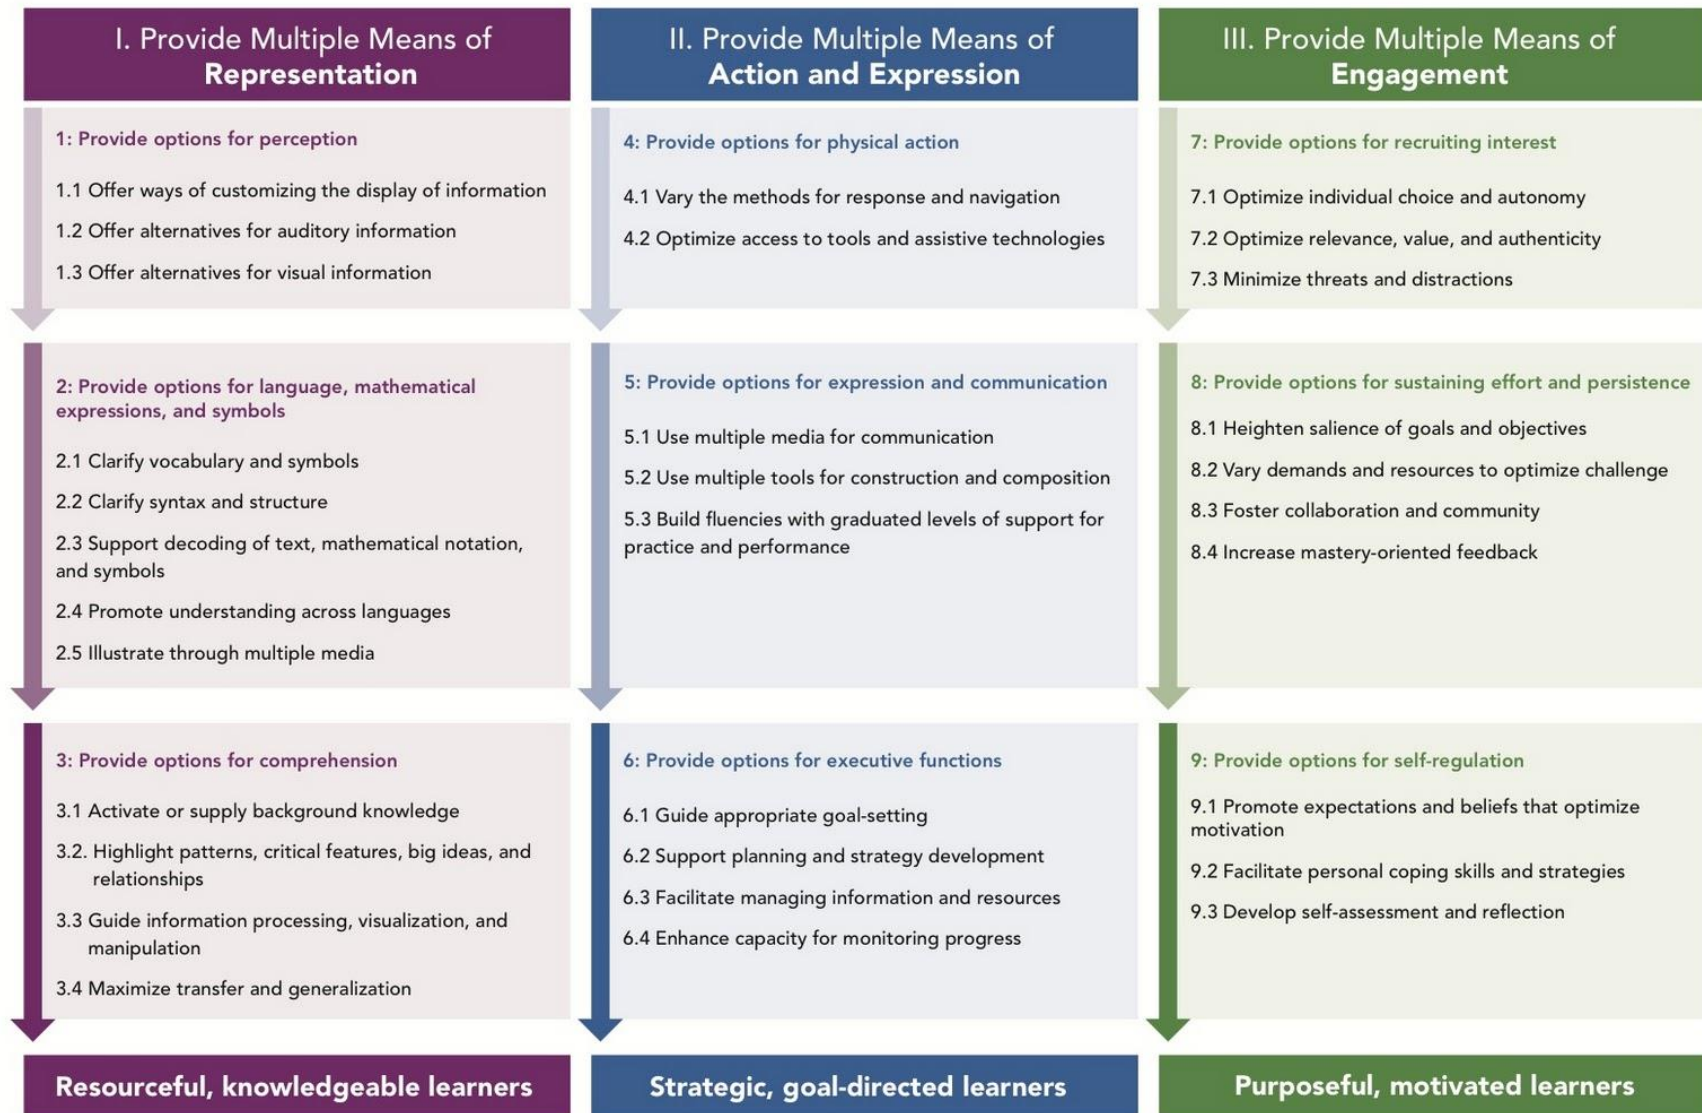 I. Provide Multiple Means of
Representation
1: Provide options for perception
1.1 Offer ways of customizing the display of information
1.2 Offer alternatives for auditory information
1.3 Offer alternatives for visual information
2: Provide options for language, mathematical
expressions, and symbols
2.1 Clarify vocabulary and symbols
2.2 Clarify syntax and structure
2.3 Support decoding of text, mathematical notation,
and symbols
2.4 Promote understanding across languages
2.5 Illustrate through multiple media
3: Provide options for comprehension
3.1 Activate or supply background knowledge
3.2. Highlight patterns, critical features, big ideas, and
relationships
3.3 Guide information processing, visualization, and
manipulation
3.4 Maximize transfer and generalization
Resourceful, knowledgeable learners
II. Provide Multiple Means of
Action and Expression
4: Provide options for physical action
4.1 Vary the methods for response and navigation
4.2 Optimize access to tools and assistive technologies
5: Provide options for expression and communication
5.1 Use multiple media for communication
5.2 Use multiple tools for construction and composition
5.3 Build fluencies with graduated levels of support for
practice and performance
6: Provide options for executive functions
6.1 Guide appropriate goal-setting
6.2 Support planning and strategy development
6.3 Facilitate managing information and resources
6.4 Enhance capacity for monitoring progress
Strategic, goal-directed learners
III. Provide Multiple Means of
Engagement
7: Provide options for recruiting interest
7.1 Optimize individual choice and autonomy
7.2 Optimize relevance, value, and authenticity
7.3 Minimize threats and distractions
8: Provide options for sustaining effort and persistence
8.1 Heighten salience of goals and objectives
8.2 Vary demands and resources to optimize challenge
8.3 Foster collaboration and community
8.4 Increase mastery-oriented feedback
9: Provide options for self-regulation
9.1 Promote expectations and beliefs that optimize
motivation
9.2 Facilitate personal coping skills and strategies
9.3 Develop self-assessment and reflection
Purposeful, motivated learners